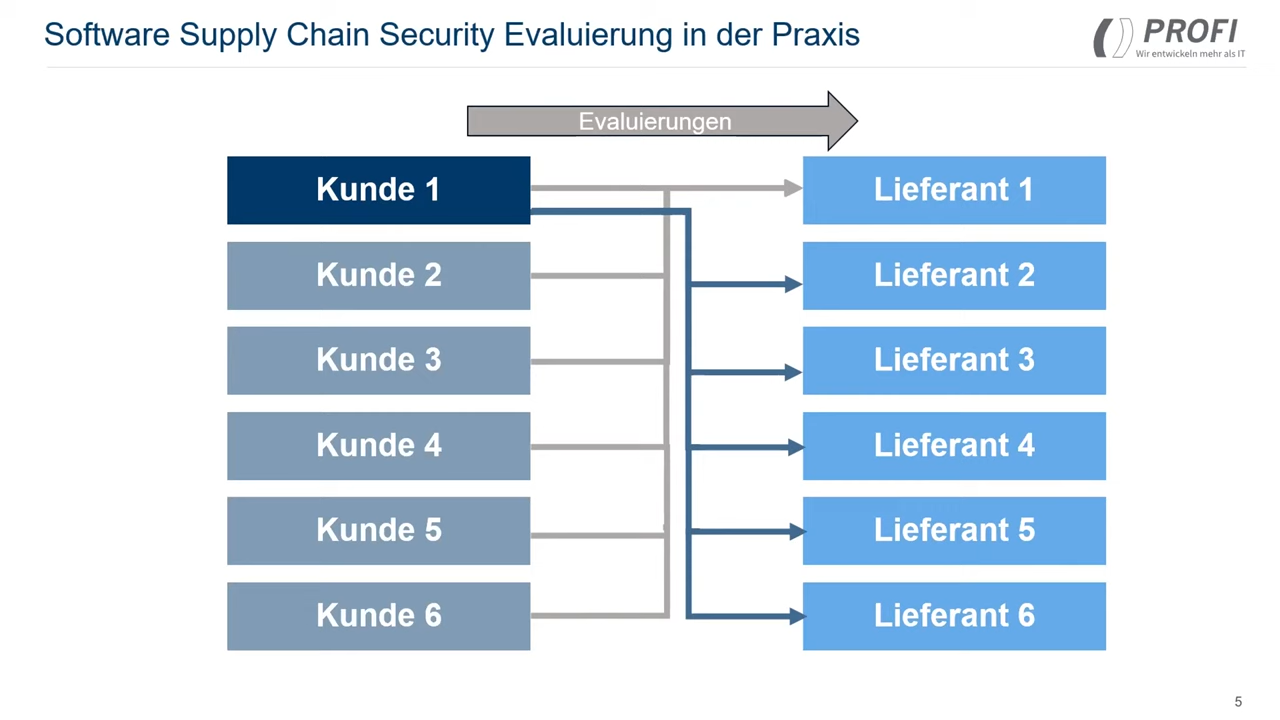 Software Supply Chain Security Evaluierung in der Praxis
PROFI
Wir entwickeln mehr als IT
Evaluierungen
Kunde 1
Lieferant 1
Kunde 2
Lieferant 2
Kunde 3
Lieferant 3
Kunde 4
Lieferant 4
Kunde 5
Lieferant 5
Kunde 6
Lieferant 6
5